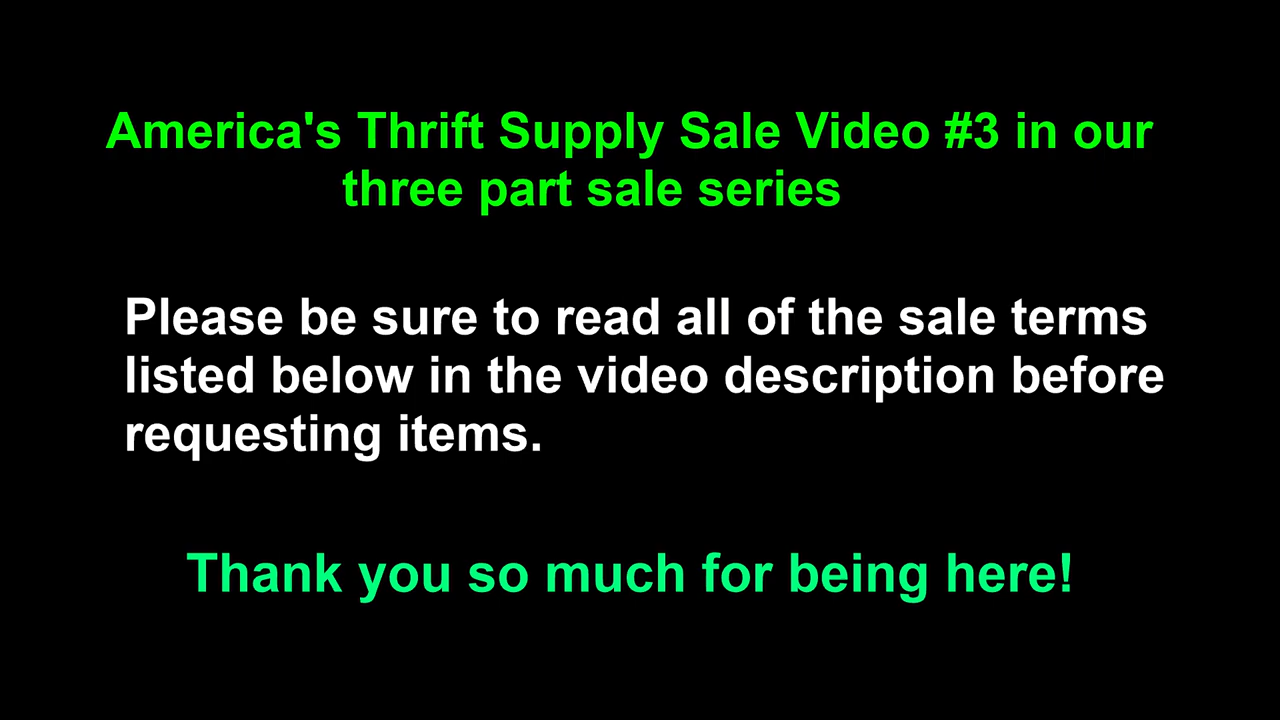 America's Thrift Supply Sale Video #3 in our
three part sale series
Please be sure to read all of the sale terms
listed below in the video description before
requesting items.
Thank you so much for being here!